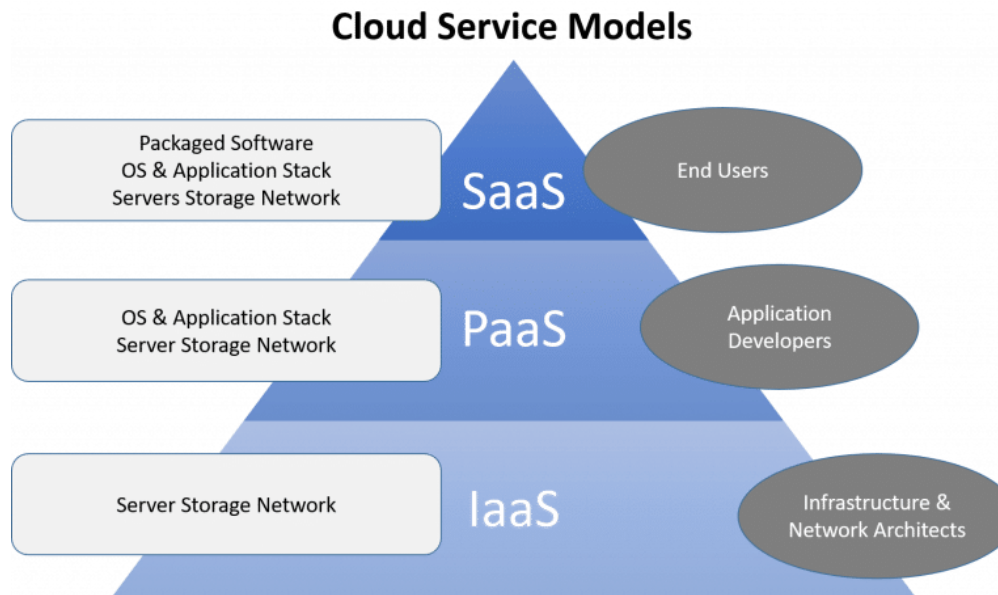 Cloud Service Models
Packaged Software
OS & Application Stack
Servers Storage Network
SaaS
End Users
OS & Application Stack
Server Storage Network
PaaS
Application
Developers
Server Storage Network
IaaS
Infrastructure &
Network Architects